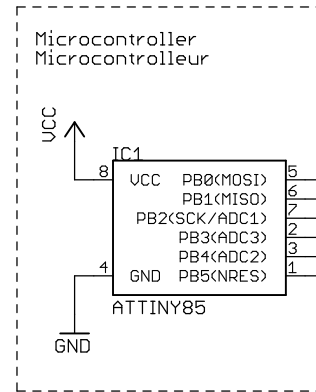 Microcontroller
Microcontrolleur
VCC
IC1
8 VCC PB0(MOSI) 5
PB1(MISO) 6
PB2(SCK/ADC1) 7
PB3(ADC3) 2
PB4(ADC2) 3
4 GND PB5(NRES) 1
ATTINY85
GND